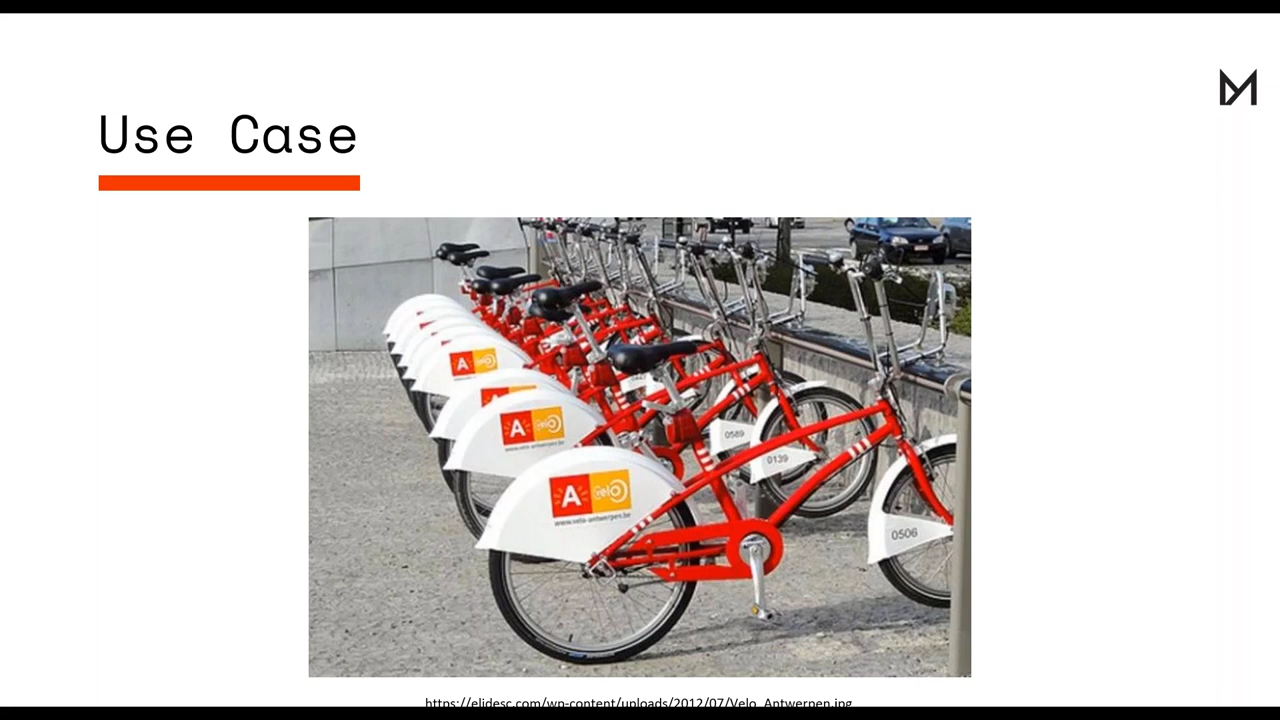 Use Case
A velo
A velo
www.velo-antwerpen.be
A velo
www.velo-antwerpen.be
0589
0139
0506
https://elidesc.com/wp-content/uploads/2012/07/Velo_Antwerpen.jpg